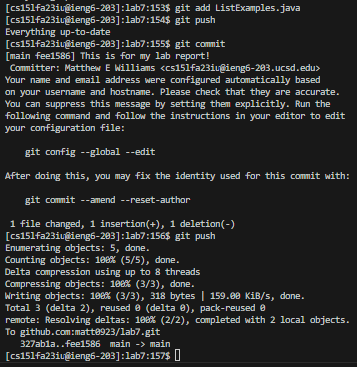 [cs15lfa23iu@ieng6-203]:lab7:153$ git add ListExamples.java
[cs15lfa23iu@ieng6-203]:lab7:154$ git push
Everything up-to-date
[cs15lfa23iu@ieng6-203]:lab7:155$ git commit
[main fee1586] This is for my lab report!
 Committer: Matthew E Williams <cs15lfa23iu@ieng6-203.ucsd.edu>
Your name and email address were configured automatically based
on your username and hostname. Please check that they are accurate.
You can suppress this message by setting them explicitly. Run the
following command and follow the instructions in your editor to edit
your configuration file:

    git config --global --edit

After doing this, you may fix the identity used for this commit with:

    git commit --amend --reset-author

 1 file changed, 1 insertion(+), 1 deletion(-)
[cs15lfa23iu@ieng6-203]:lab7:156$ git push
Enumerating objects: 5, done.
Counting objects: 100% (5/5), done.
Delta compression using up to 8 threads
Compressing objects: 100% (3/3), done.
Writing objects: 100% (3/3), 318 bytes | 159.00 KiB/s, done.
Total 3 (delta 2), reused 0 (delta 0), pack-reused 0
remote: Resolving deltas: 100% (2/2), completed with 2 local objects.
To github.com:matt0923/lab7.git
   327ab1a..fee1586  main -> main
[cs15lfa23iu@ieng6-203]:lab7:157$